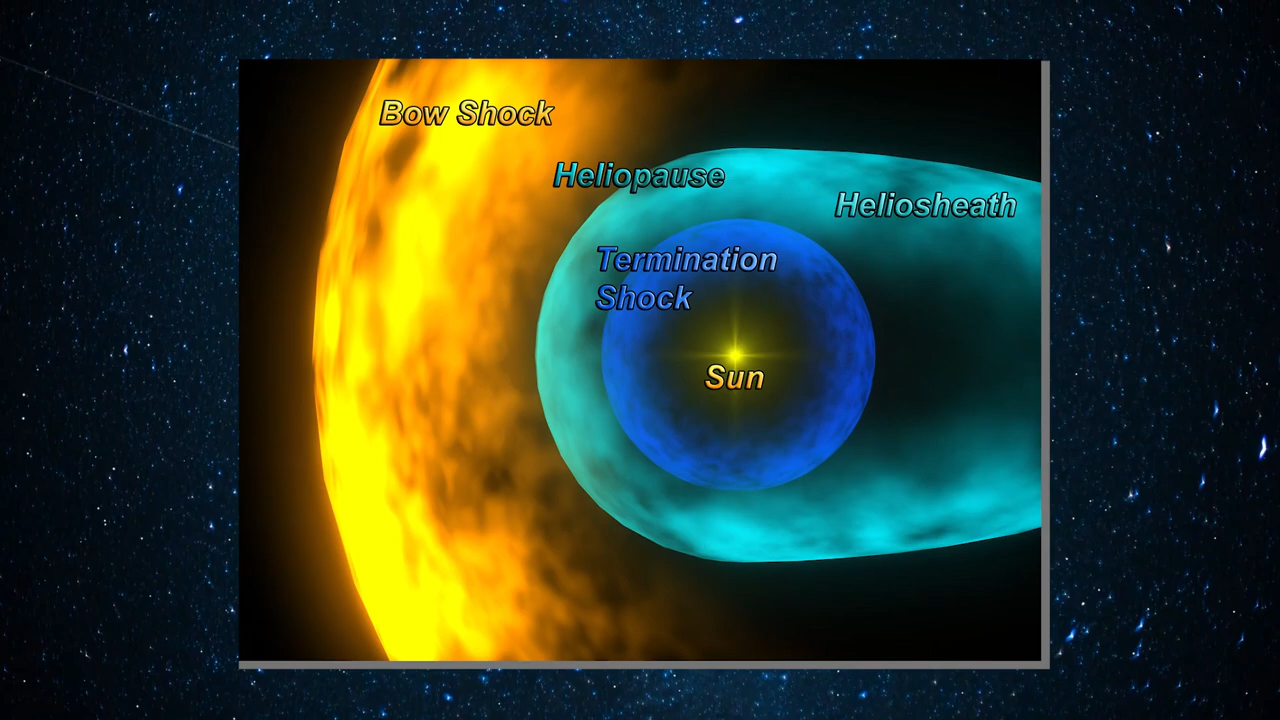 Bow Shock
Heliopause
Heliosheath
Termination
Shock
Sun